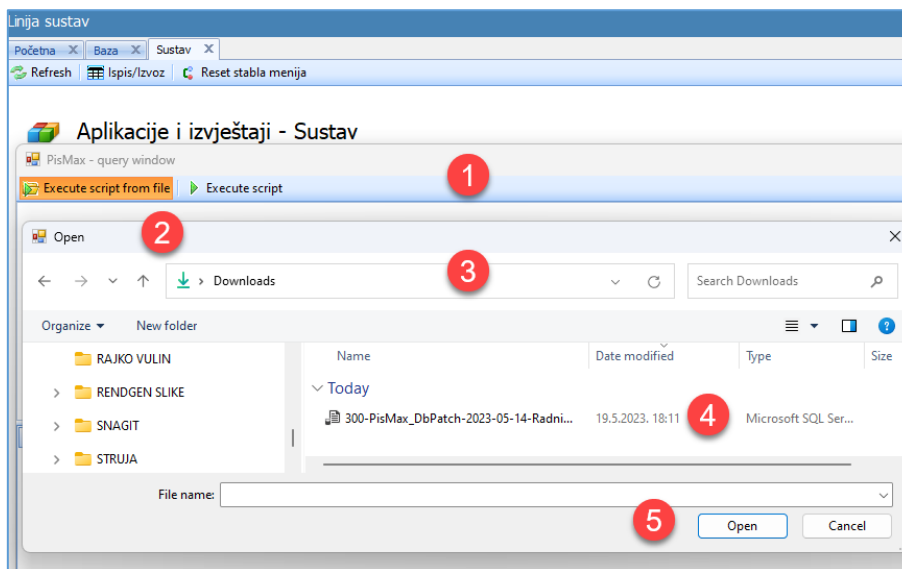 Linija sustav
Početna X Baza X Sustav X
Refresh Ispis/Izvoz Reset stabla menija
Aplikacije i izvještaji - Sustav
PisMax - query window
1
Execute script from file Execute script
2
Open
3
Downloads Search Downloads
Organize New folder
RAJKO VULIN Name Date modified Type Size
RENDGEN SLIKE Today
SNAGIT 300-PisMax_DbPatch-2023-05-14-Radni... 19.5.2023. 18:11 4 Microsoft SQL Ser...
STRUJA
File name:
5
Open Cancel